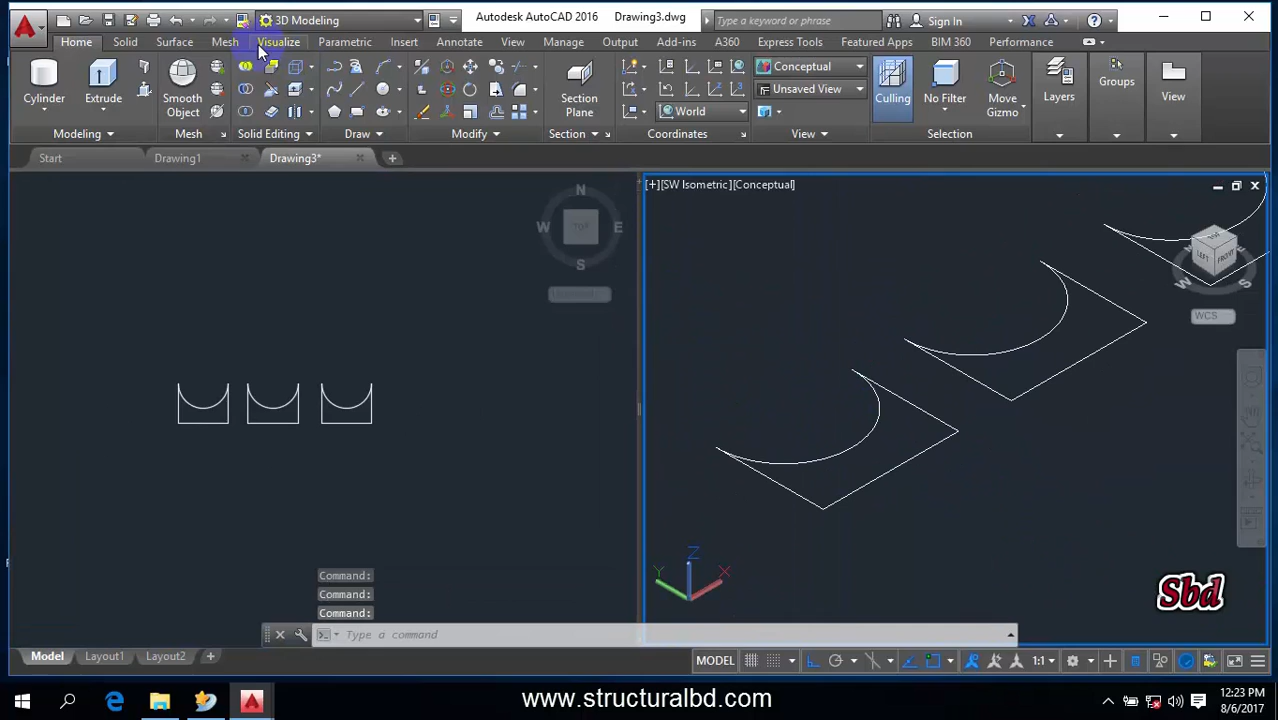 3D Modeling
Autodesk AutoCAD 2016 Drawing3.dwg
Type a keyword or phrase
Sign In
Home Solid Surface Mesh Visualize Parametric Insert Annotate View Manage Output Add-ins A360 Express Tools Featured Apps BIM 360 Performance
Cylinder Extrude Smooth Object Section Plane Conceptual Unsaved View World Culling No Filter Move Gizmo Layers Groups View
Modeling Mesh Solid Editing Draw Modify Section Coordinates View Selection
Start Drawing1 Drawing3*
[+][SW Isometric][Conceptual]
N
W TOP E
S
TOP
LEFT FRONT
W S
WCS
Z
Y X
Sbd
Command:
Command:
Command:
Type a command
Model Layout1 Layout2
MODEL 1:1
www.structuralbd.com
12:23 PM
8/6/2017